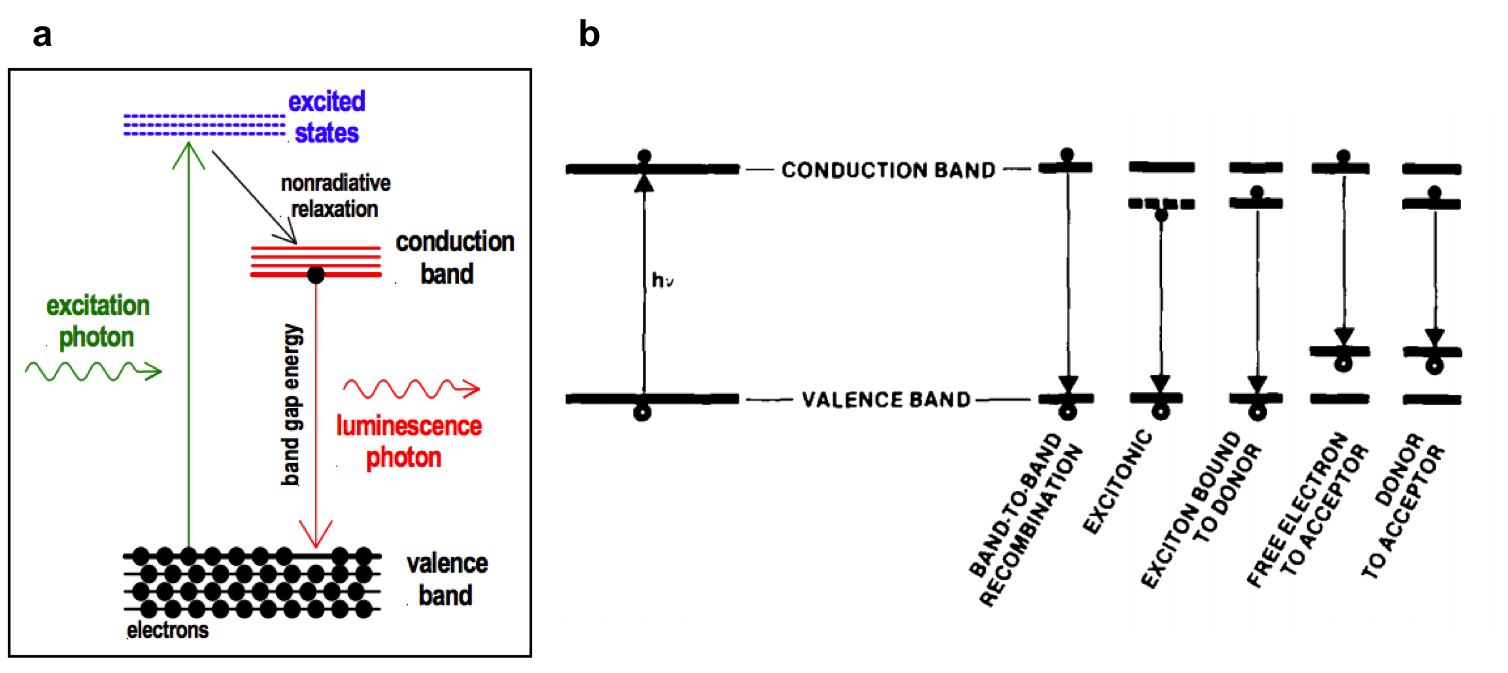 a
excited
states
nonradiative
relaxation
conduction
band
excitation
photon
band gap energy
luminescence
photon
valence
band
electrons
b
CONDUCTION BAND
hν
VALENCE BAND
BAND-TO-BAND
RECOMBINATION
EXCITONIC
EXCITON BOUND
TO DONOR
FREE ELECTRON
TO ACCEPTOR
DONOR
TO ACCEPTOR